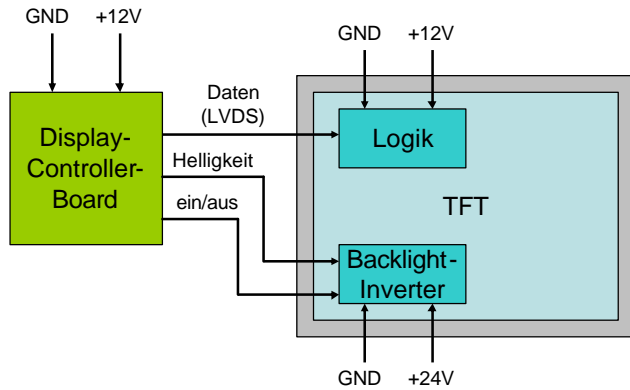 GND +12V
GND +12V
Daten
(LVDS)
Display-
Controller-
Board
Logik
Helligkeit
ein/aus
TFT
Backlight-
Inverter
GND +24V